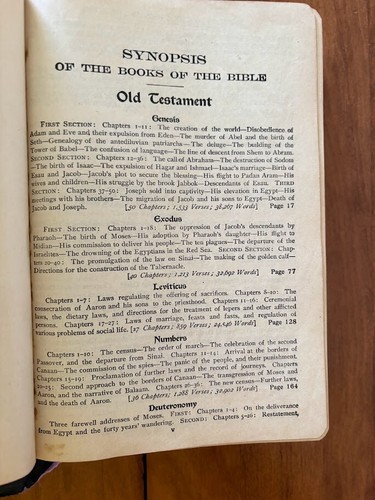 SYNOPSIS
OF THE BOOKS OF THE BIBLE
Old Testament
Genesis
FIRST SECTION: Chapters 1-11: The creation of the world—Disobedience of
Adam and Eve and their expulsion from Eden—The murder of Abel and the birth of
Seth—Genealogy of the antediluvian patriarchs—The deluge—The building of the
Tower of Babel—The confusion of language—The line of descent from Shem to Abram.
SECOND SECTION: Chapters 12-36: The call of Abraham—The destruction of Sodom
—The birth of Isaac—The expulsion of Hagar and Ishmael—Isaac's marriage—Birth of
Esau and Jacob—Jacob's plot to secure the blessing—His flight to Padan Aram—His
wives and children—His struggle by the brook Jabbok—Descendants of Esau. THIRD
SECTION: Chapters 37-50: Joseph sold into captivity—His elevation in Egypt—His
meetings with his brothers—The migration of Jacob and his sons to Egypt—Death of
Jacob and Joseph. [50 Chapters; 1,533 Verses; 38,267 Words] Page 17
Exodus
FIRST SECTION: Chapters 1-18: The oppression of Jacob's descendants by
Pharaoh—The birth of Moses—His adoption by Pharaoh's daughter—His flight to
Midian—His commission to deliver his people—The ten plagues—The departure of the
Israelites—The drowning of the Egyptians in the Red Sea. SECOND SECTION: Chap-
ters 20-40: The promulgation of the law on Sinai—The making of the golden calf—
Directions for the construction of the Tabernacle.
[40 Chapters; 1,213 Verses; 32,692 Words] Page 77
Leviticus
Chapters 1-7: Laws regulating the offering of sacrifices. Chapters 8-10: The
consecration of Aaron and his sons to the priesthood. Chapters 11-16: Ceremonial
laws, the dietary laws, and directions for the treatment of lepers and other afflicted
persons. Chapters 17-27: Laws of marriage, feasts and fasts, and regulation of
various problems of social life. [27 Chapters; 859 Verses; 24,546 Words] Page 128
Numbers
Chapters 1-10: The census—The order of march—The celebration of the second
Passover, and the departure from Sinai. Chapters 11-14: Arrival at the borders of
Canaan—The commission of the spies—The panic of the people, and their punishment.
Chapters 15-19: Proclamation of further laws and the record of journeys. Chapters
20-25: Second approach to the borders of Canaan—The transgression of Moses and
Aaron, and the narrative of Balaam. Chapters 26-36: The new census—Further laws,
and the death of Aaron. [36 Chapters; 1,288 Verses; 32,902 Words] Page 164
Deuteronomy
Three farewell addresses of Moses. FIRST: Chapters 1-4: On the deliverance
from Egypt and the forty years' wandering. SECOND: Chapters 5-26: Restatement,
v